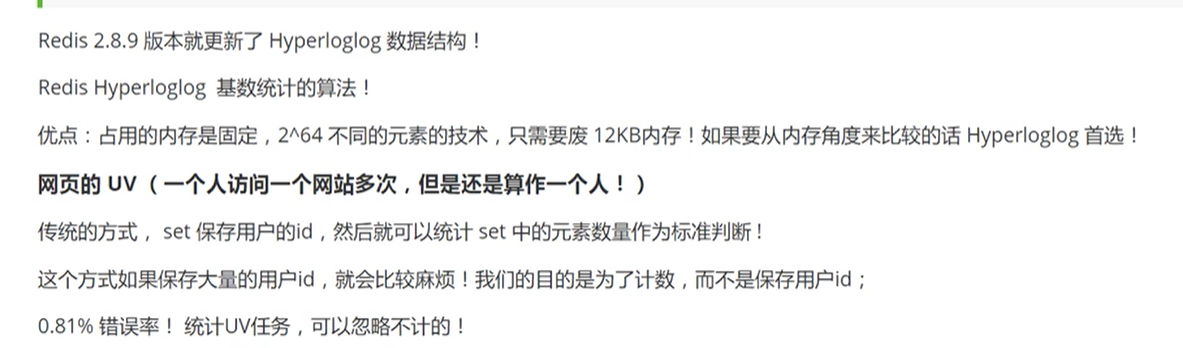 Redis 2.8.9 版本就更新了 Hyperloglog 数据结构！
Redis Hyperloglog 基数统计的算法！
优点：占用的内存是固定，2^64 不同的元素的技术，只需要废 12KB内存！如果要从内存角度来比较的话 Hyperloglog 首选！
网页的 UV （一个人访问一个网站多次，但是还是算作一个人！）
传统的方式， set 保存用户的id，然后就可以统计 set 中的元素数量作为标准判断！
这个方式如果保存大量的用户id，就会比较麻烦！我们的目的是为了计数，而不是保存用户id；
0.81% 错误率！ 统计UV任务，可以忽略不计的！